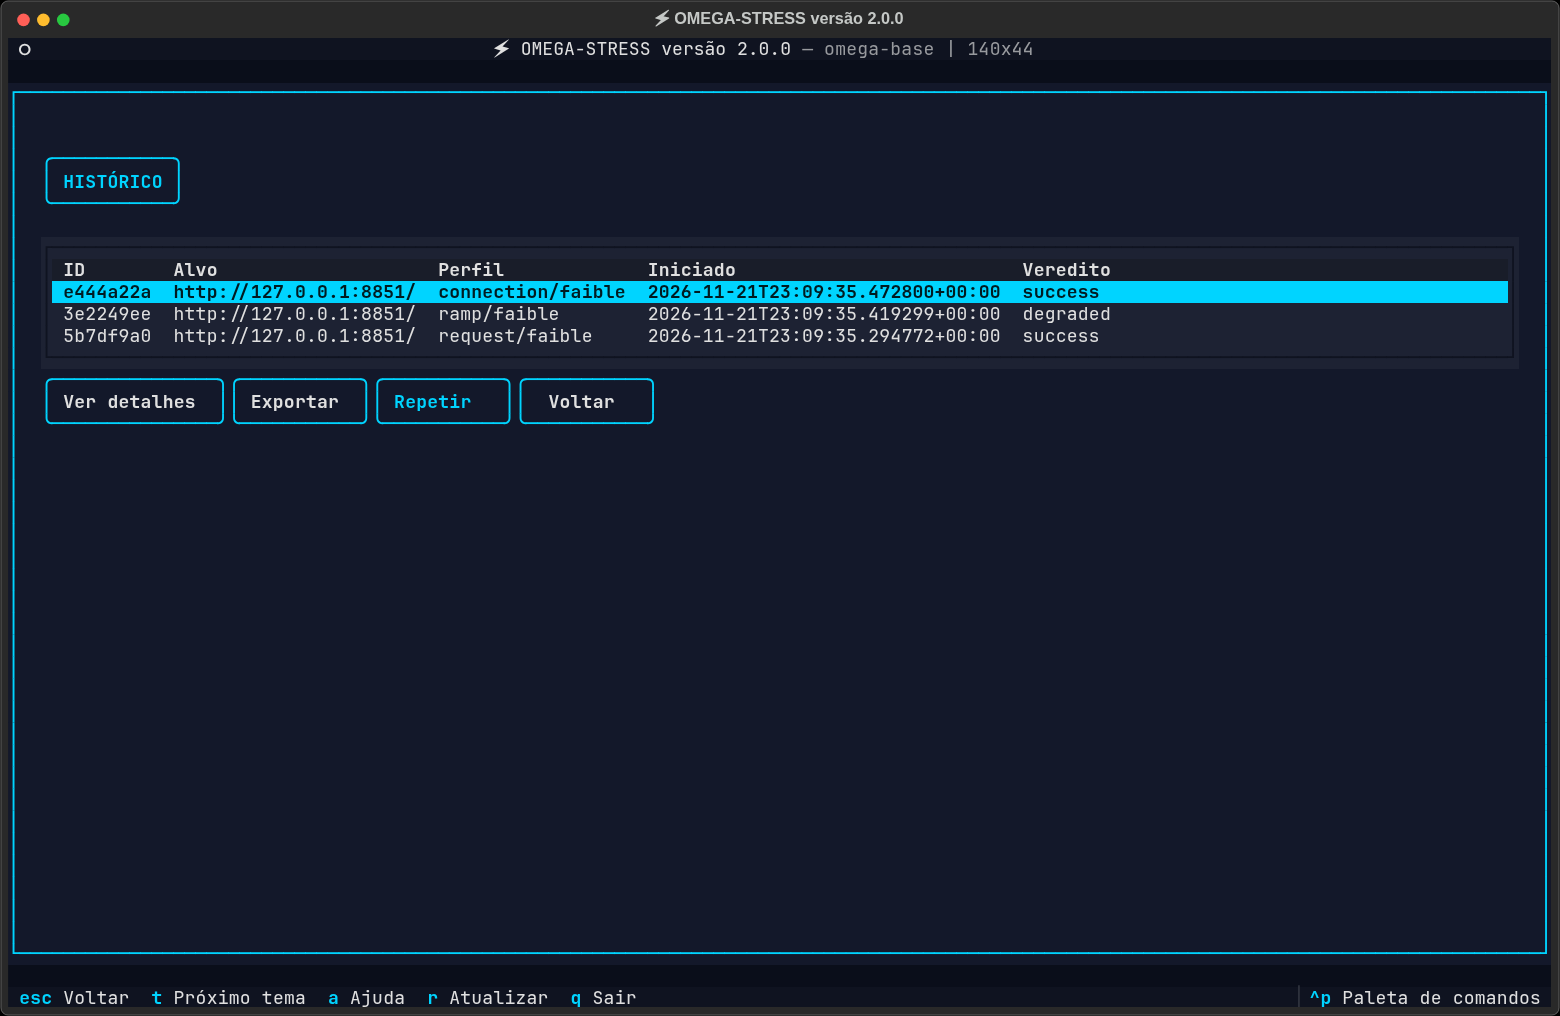 ⚡ OMEGA-STRESS versão 2.0.0
⚡ OMEGA-STRESS versão 2.0.0 — omega-base | 140x44
HISTÓRICO
ID Alvo Perfil Iniciado Veredito
e444a22a http://127.0.0.1:8851/ connection/faible 2026-11-21T23:09:35.472800+00:00 success
3e2249ee http://127.0.0.1:8851/ ramp/faible 2026-11-21T23:09:35.419299+00:00 degraded
5b7df9a0 http://127.0.0.1:8851/ request/faible 2026-11-21T23:09:35.294772+00:00 success
Ver detalhes Exportar Repetir Voltar
esc Voltar t Próximo tema a Ajuda r Atualizar q Sair ^p Paleta de comandos